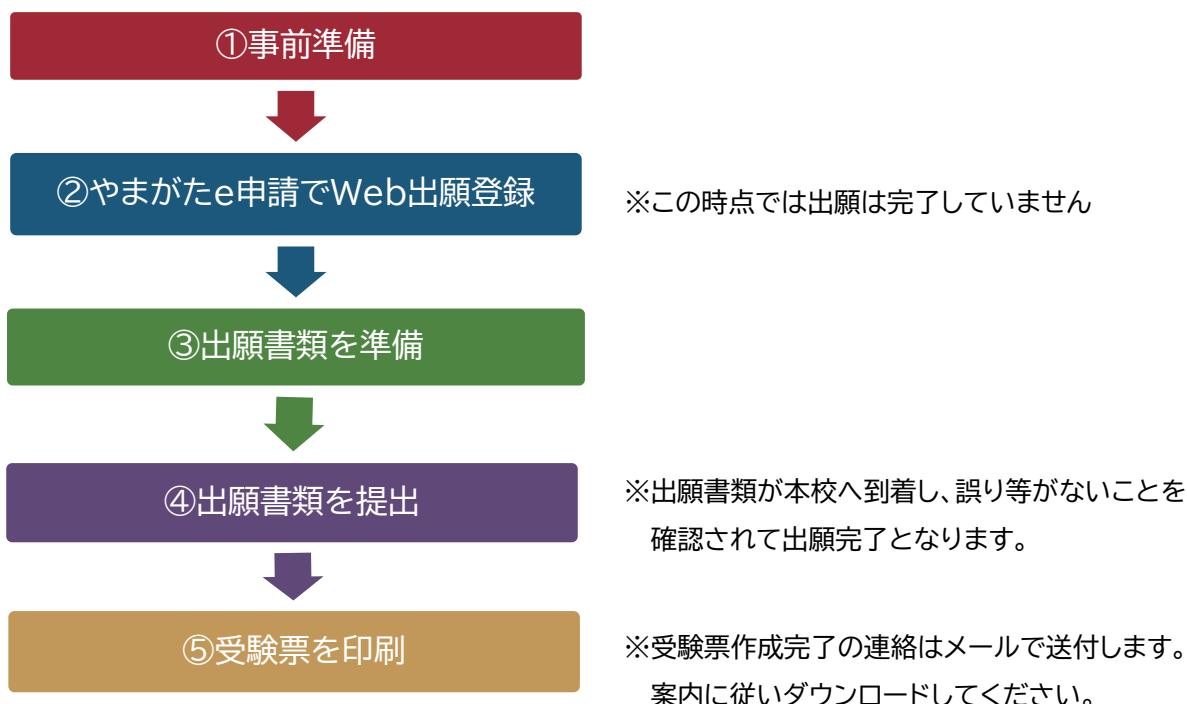 ①事前準備
②やまがたe申請でWeb出願登録
※この時点では出願は完了していません
③出願書類を準備
④出願書類を提出
※出願書類が本校へ到着し、誤り等がないことを
確認されて出願完了となります。
⑤受験票を印刷
※受験票作成完了の連絡はメールで送付します。
案内に従いダウンロードしてください。